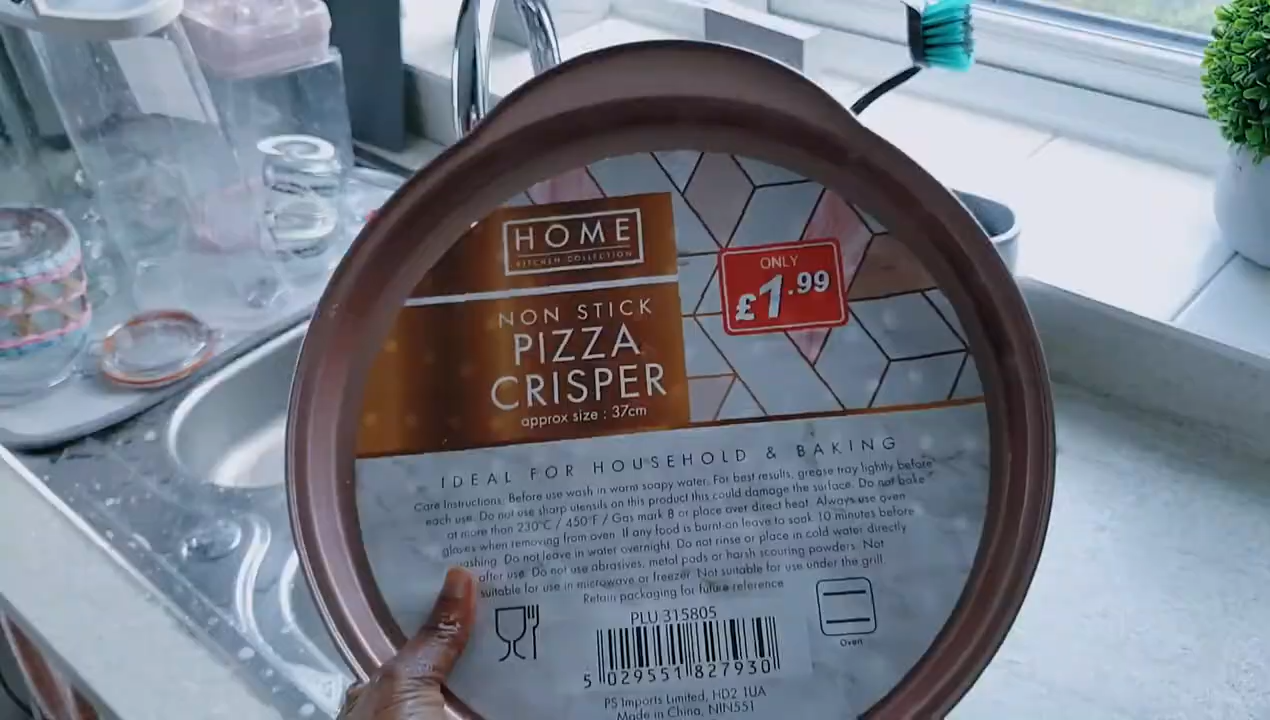 HOME
KITCHEN COLLECTION
ONLY
£1.99
NON STICK
PIZZA
CRISPER
approx size : 37cm
IDEAL FOR HOUSEHOLD & BAKING
Care Instructions: Before use wash in warm soapy water. For best results, grease tray lightly before
each use. Do not use sharp utensils on this product this could damage the surface. Do not bake
at more than 230°C / 450°F / Gas mark 8 or place over direct heat. Always use oven
gloves when removing from oven. If any food is burnt-on leave to soak 10 minutes before
washing. Do not leave in water overnight. Do not rinse or place in cold water directly
after use. Do not use abrasives, metal pads or harsh scouring powders. Not
suitable for use in microwave or freezer. Not suitable for use under the grill.
Retain packaging for future reference
PLU 315805
Oven
5 029551 827930
PS Imports Limited, HD2 1UA
Made in China, NIN551